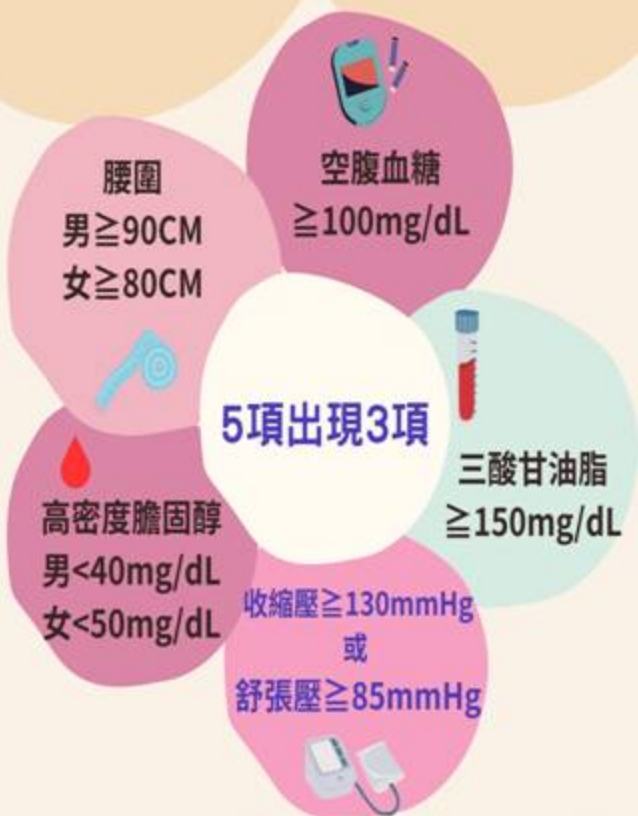 腰圍
男≧90CM
女≧80CM
空腹血糖
≧100mg/dL
5項出現3項
三酸甘油脂
≧150mg/dL
高密度膽固醇
男<40mg/dL
女<50mg/dL
收縮壓≧130mmHg
或
舒張壓≧85mmHg